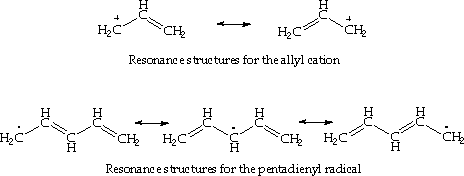 H H
H₂C + CH₂ H₂C CH₂ +
Resonance structures for the allyl cation
H H H H H H
H₂C CH₂ H₂C CH₂ H₂C CH₂
H H H
Resonance structures for the pentadienyl radical